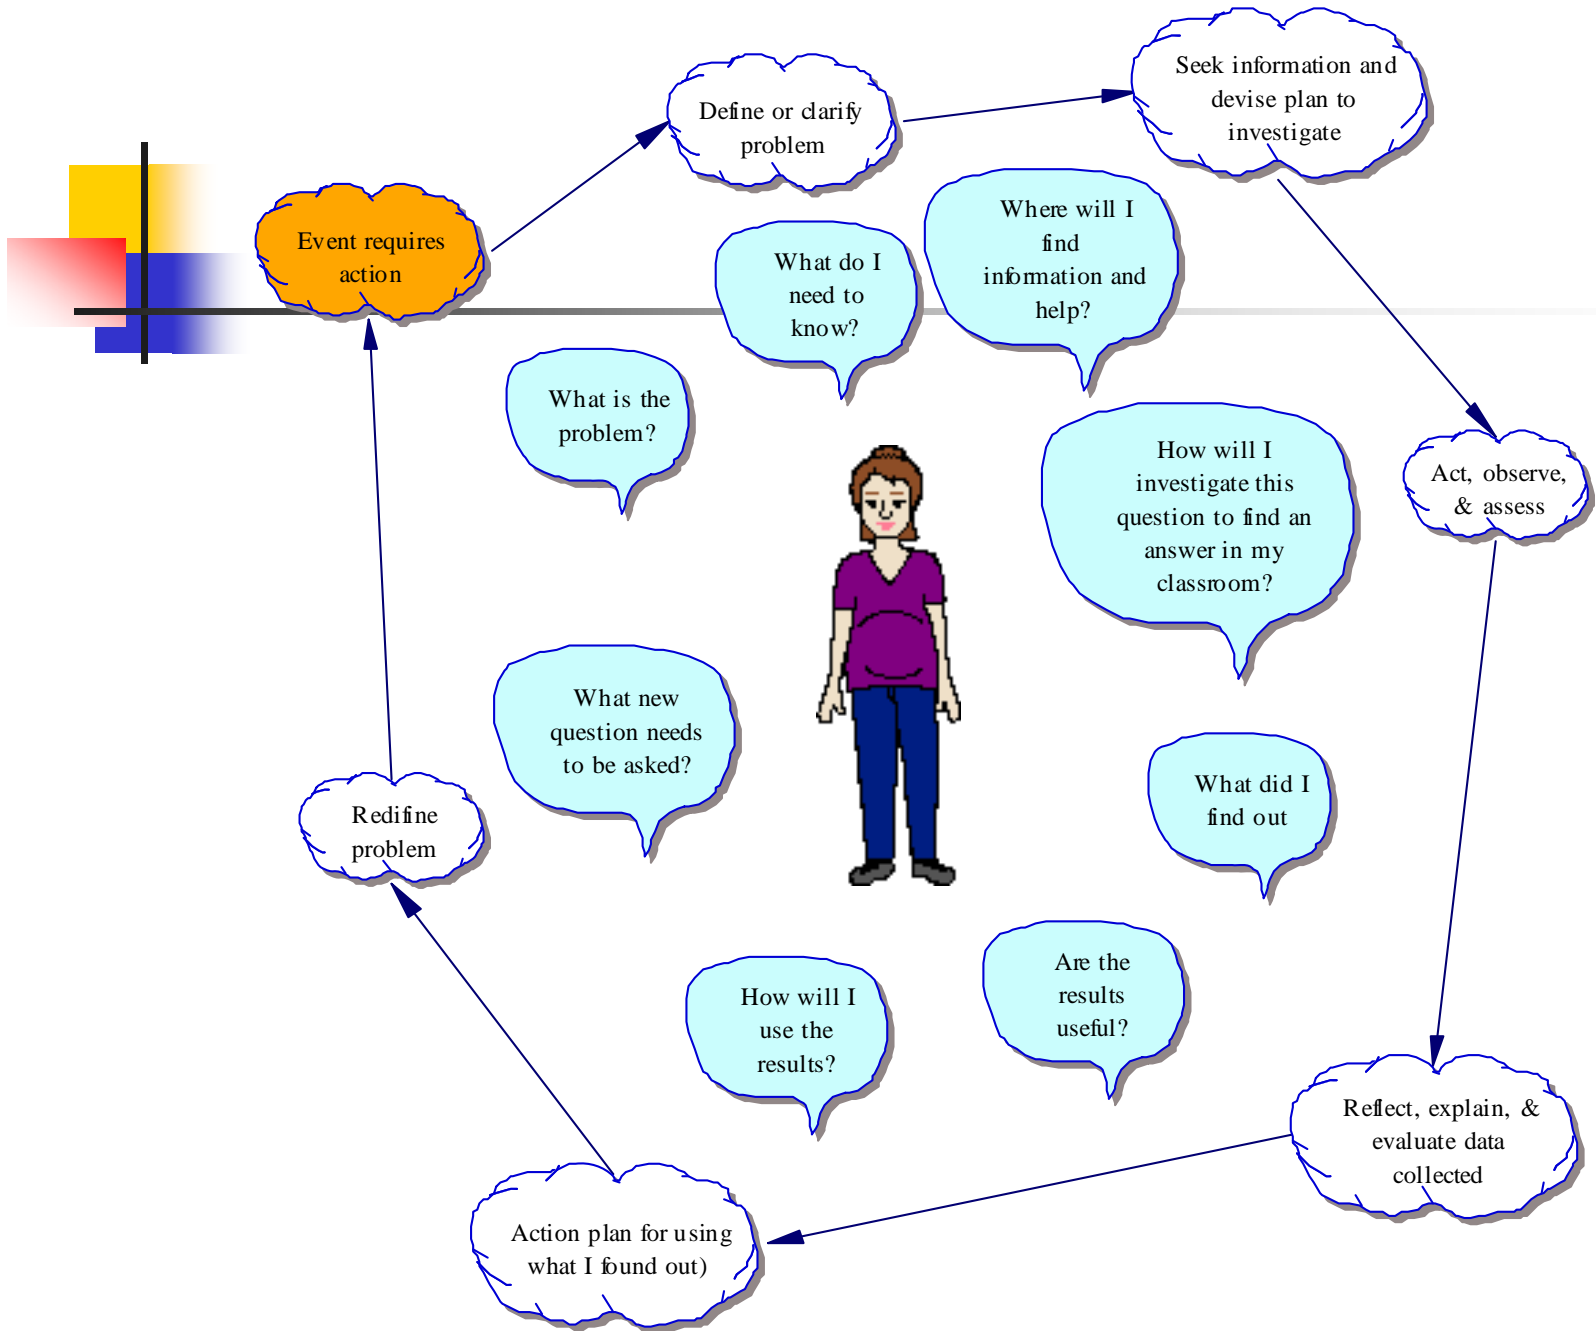 Event requires
action
Define or clarify
problem
Seek information and
devise plan to
investigate
Act, observe,
& assess
Reflect, explain, &
evaluate data
collected
Action plan for using
what I found out)
Redifine
problem
What is the
problem?
What do I
need to
know?
Where will I
find
information and
help?
How will I
investigate this
question to find an
answer in my
classroom?
What did I
find out
Are the
results
useful?
How will I
use the
results?
What new
question needs
to be asked?